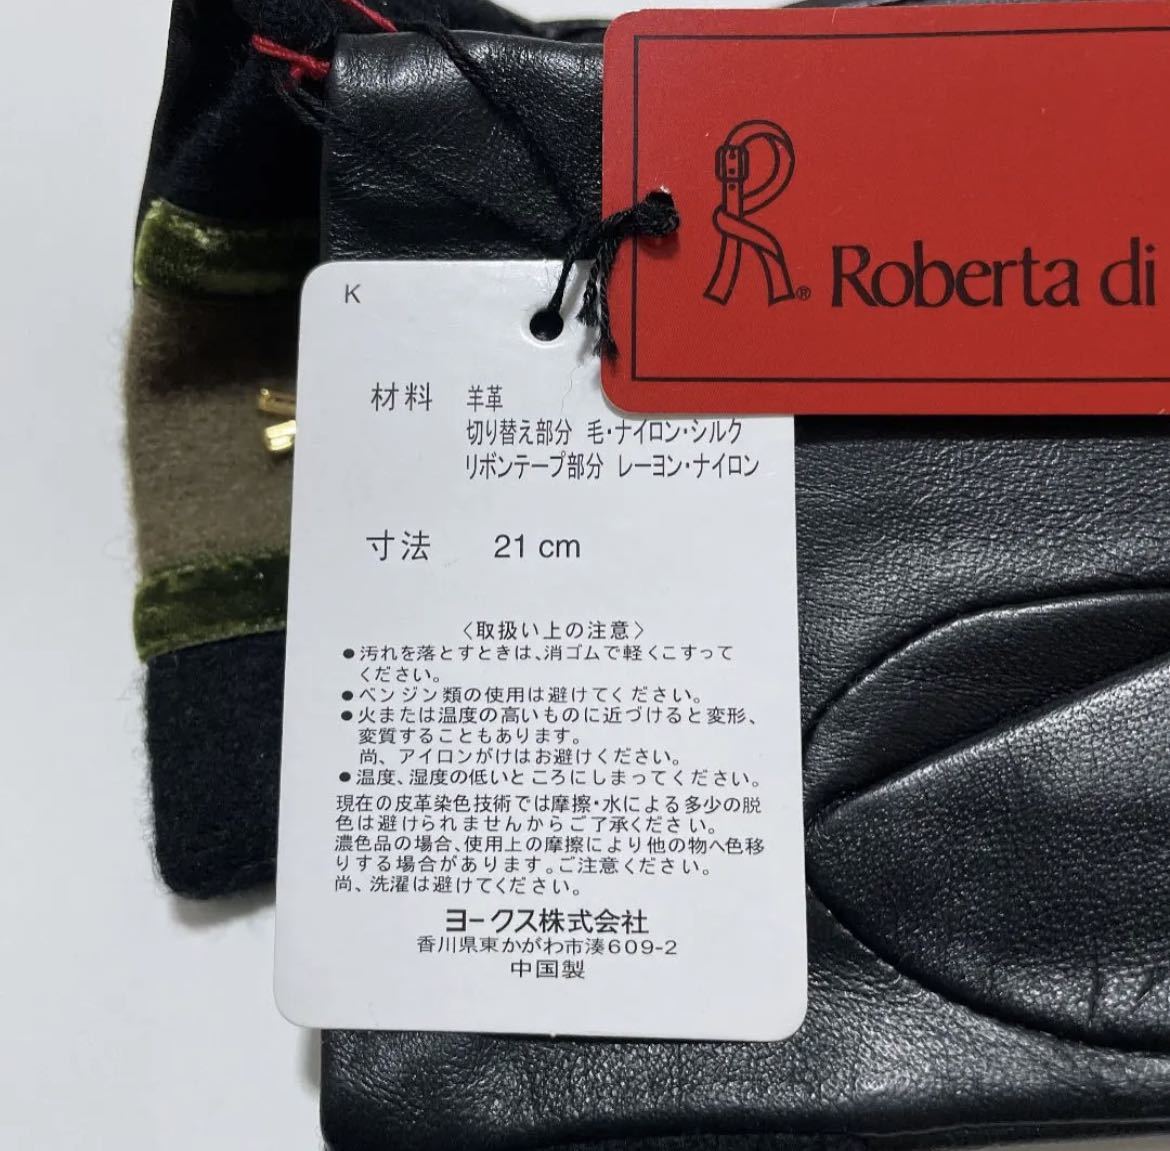 Roberta di
K
材料 羊革
切り替え部分 毛・ナイロン・シルク
リボンテープ部分 レーヨン・ナイロン
寸法 21 cm
〈取扱い上の注意〉
●汚れを落とすときは、消ゴムで軽くこすって
ください。
●ベンジン類の使用は避けてください。
●火または温度の高いものに近づけると変形、
変質することもあります。
尚、アイロンがけはお避けください。
●温度、湿度の低いところにしまってください。
現在の皮革染色技術では摩擦・水による多少の脱
色は避けられませんからご了承ください。
濃色品の場合、使用上の摩擦により他の物へ色移
りする場合があります。ご注意ください。
尚、洗濯は避けてください。
ヨークス株式会社
香川県東かがわ市湊609-2
中国製